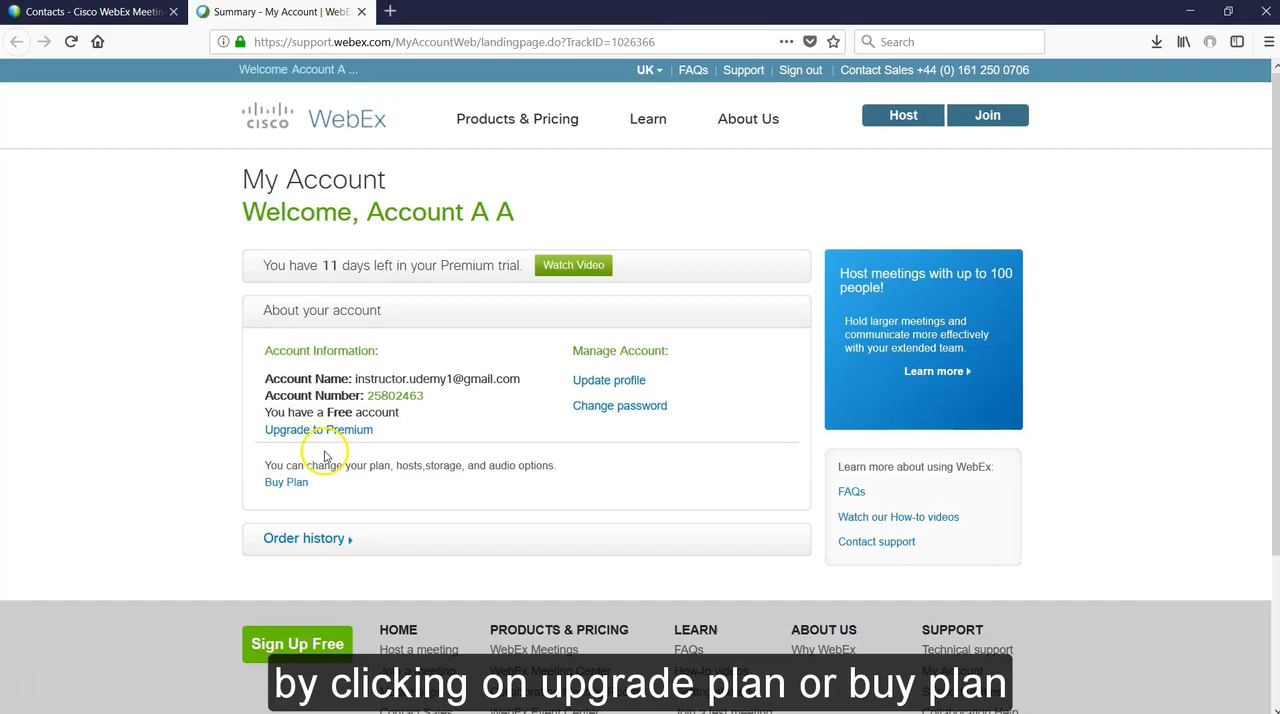 Contacts - Cisco WebEx Meetin
Summary - My Account | WebE
https://support.webex.com/MyAccountWeb/landingpage.do?TrackID=1026366
Search
Welcome Account A ...
UK
FAQs
Support
Sign out
Contact Sales +44 (0) 161 250 0706
CISCO WebEx
Products & Pricing
Learn
About Us
Host
Join
My Account
Welcome, Account A A
You have 11 days left in your Premium trial.
Watch Video
About your account
Account Information:
Account Name: instructor.udemy1@gmail.com
Account Number: 25802463
You have a Free account
Upgrade to Premium
You can change your plan, hosts,storage, and audio options.
Buy Plan
Manage Account:
Update profile
Change password
Order history
Host meetings with up to 100
people!
Hold larger meetings and
communicate more effectively
with your extended team.
Learn more
Learn more about using WebEx:
FAQs
Watch our How-to videos
Contact support
Sign Up Free
HOME
Host a meeting
PRODUCTS & PRICING
WebEx Meetings
LEARN
FAQs
ABOUT US
Why WebEx
SUPPORT
Technical support
by clicking on upgrade plan or buy plan